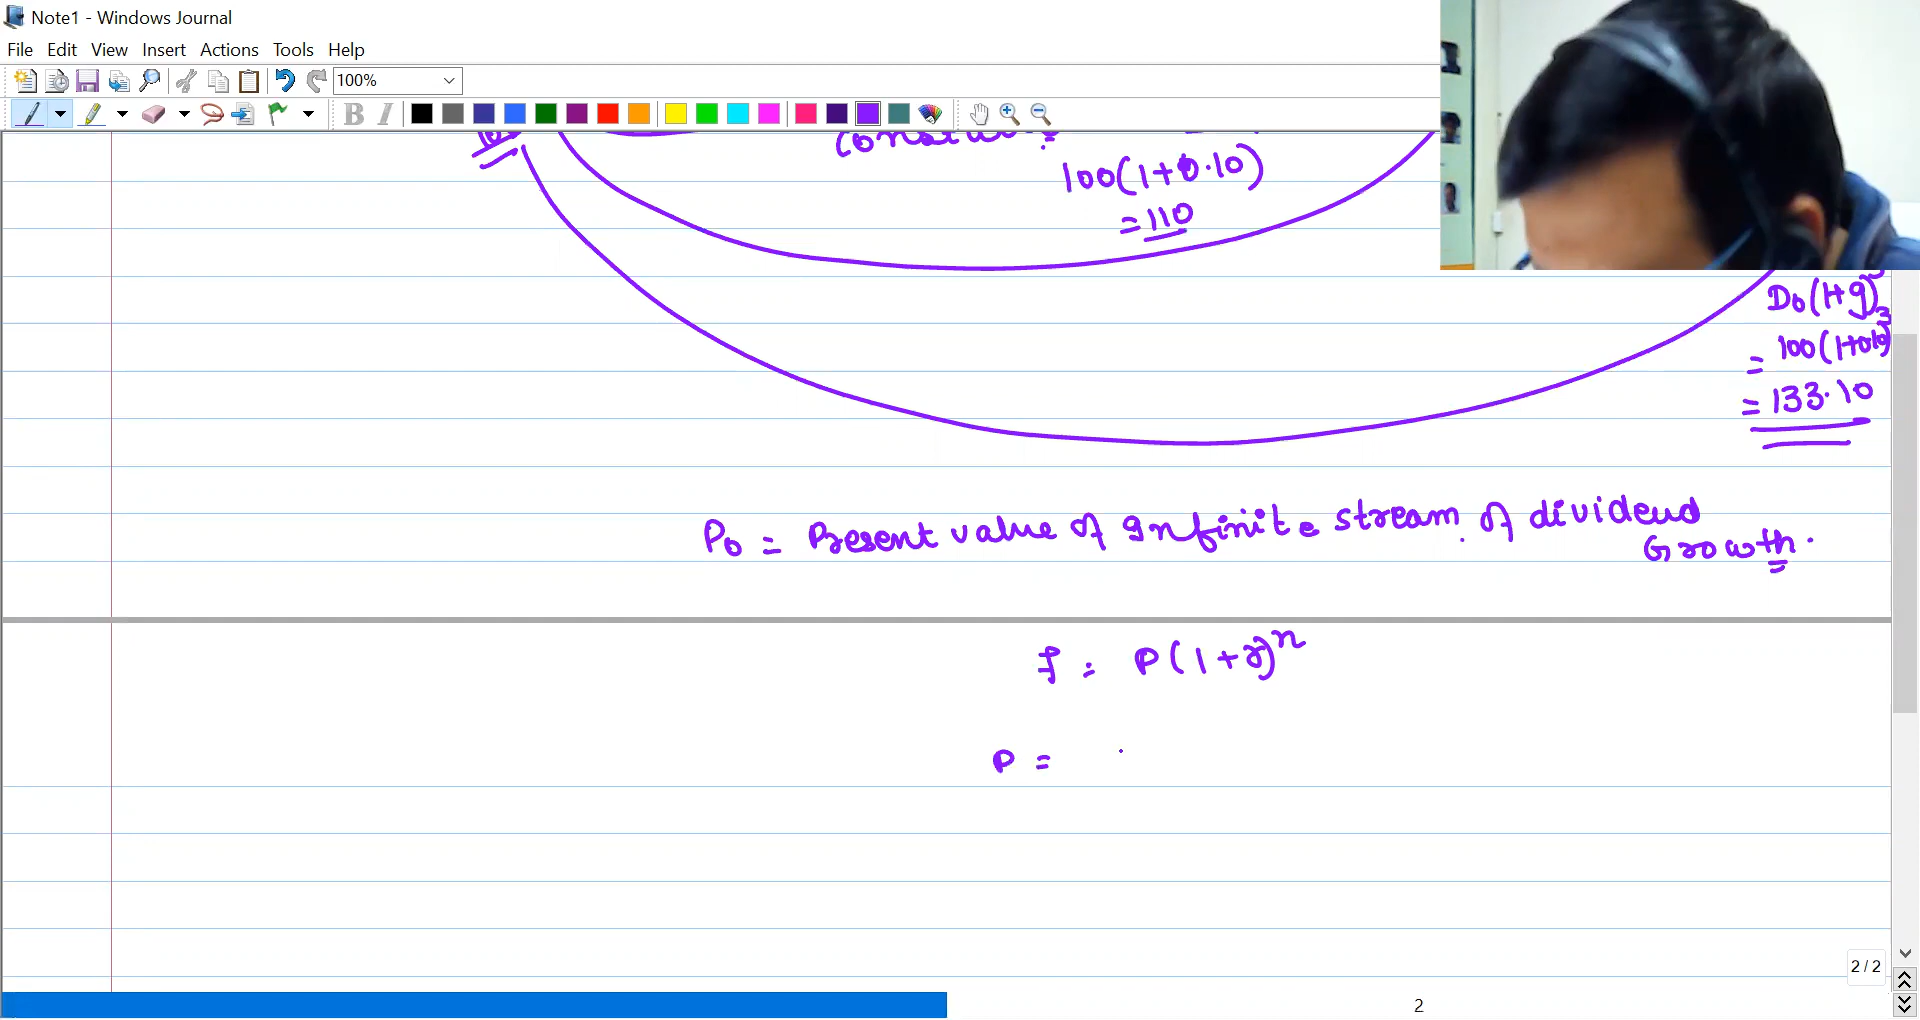 Note1 - Windows Journal
File Edit View Insert Actions Tools Help
100%
B I
100(1+0.10)
=110
D0(1+g)3
= 100(1+0.10)3
= 133.10
P0 = Present value of Infinite stream of dividend
Growth.
f = P(1+r)n
P =
2 / 2
2